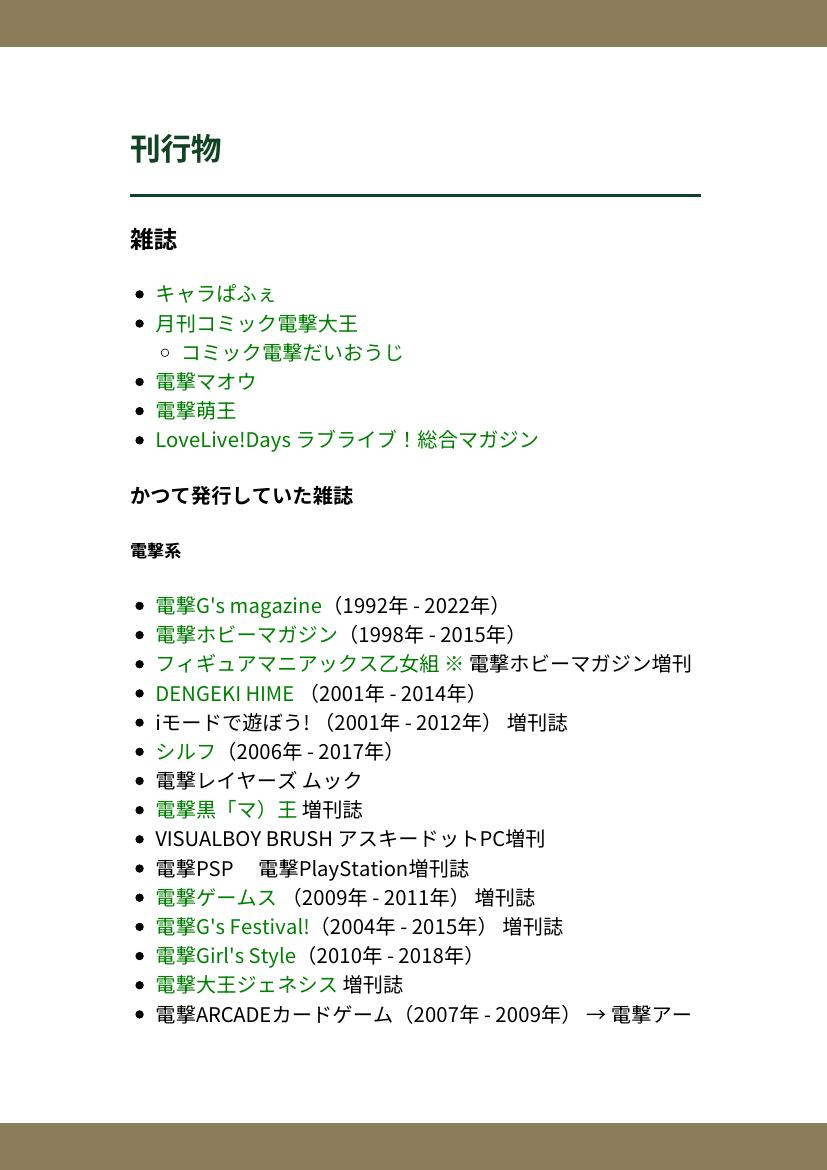 刊行物
雑誌
キャラぱふぇ
月刊コミック電撃大王
コミック電撃だいおうじ
電撃マオウ
電撃萌王
LoveLive!Days ラブライブ！総合マガジン
かつて発行していた雑誌
電撃系
電撃G's magazine（1992年 - 2022年）
電撃ホビーマガジン（1998年 - 2015年）
フィギュアマニアックス乙女組 ※ 電撃ホビーマガジン増刊
DENGEKI HIME （2001年 - 2014年）
iモードで遊ぼう! （2001年 - 2012年） 増刊誌
シルフ（2006年 - 2017年）
電撃レイヤーズ ムック
電撃黒「マ）王 増刊誌
VISUALBOY BRUSH アスキードットPC増刊
電撃PSP　電撃PlayStation増刊誌
電撃ゲームス （2009年 - 2011年） 増刊誌
電撃G's Festival!（2004年 - 2015年） 増刊誌
電撃Girl's Style（2010年 - 2018年）
電撃大王ジェネシス 増刊誌
電撃ARCADEカードゲーム（2007年 - 2009年） → 電撃アー